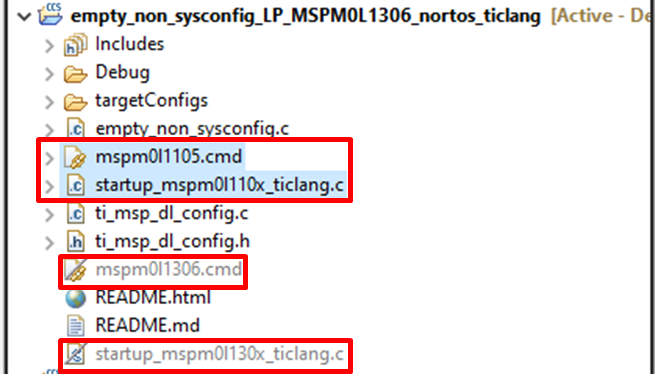 empty_non_sysconfig_LP_MSPM0L1306_nortos_ticlang [Active - De
Includes
Debug
targetConfigs
empty_non_sysconfig.c
mspm0l1105.cmd
startup_mspm0l110x_ticlang.c
ti_msp_dl_config.c
ti_msp_dl_config.h
mspm0l1306.cmd
README.html
README.md
startup_mspm0l130x_ticlang.c